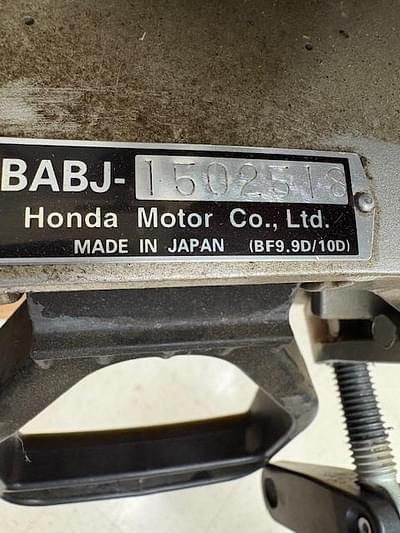 BABJ-1502518
Honda Motor Co., Ltd.
MADE IN JAPAN (BF9.9D/10D)